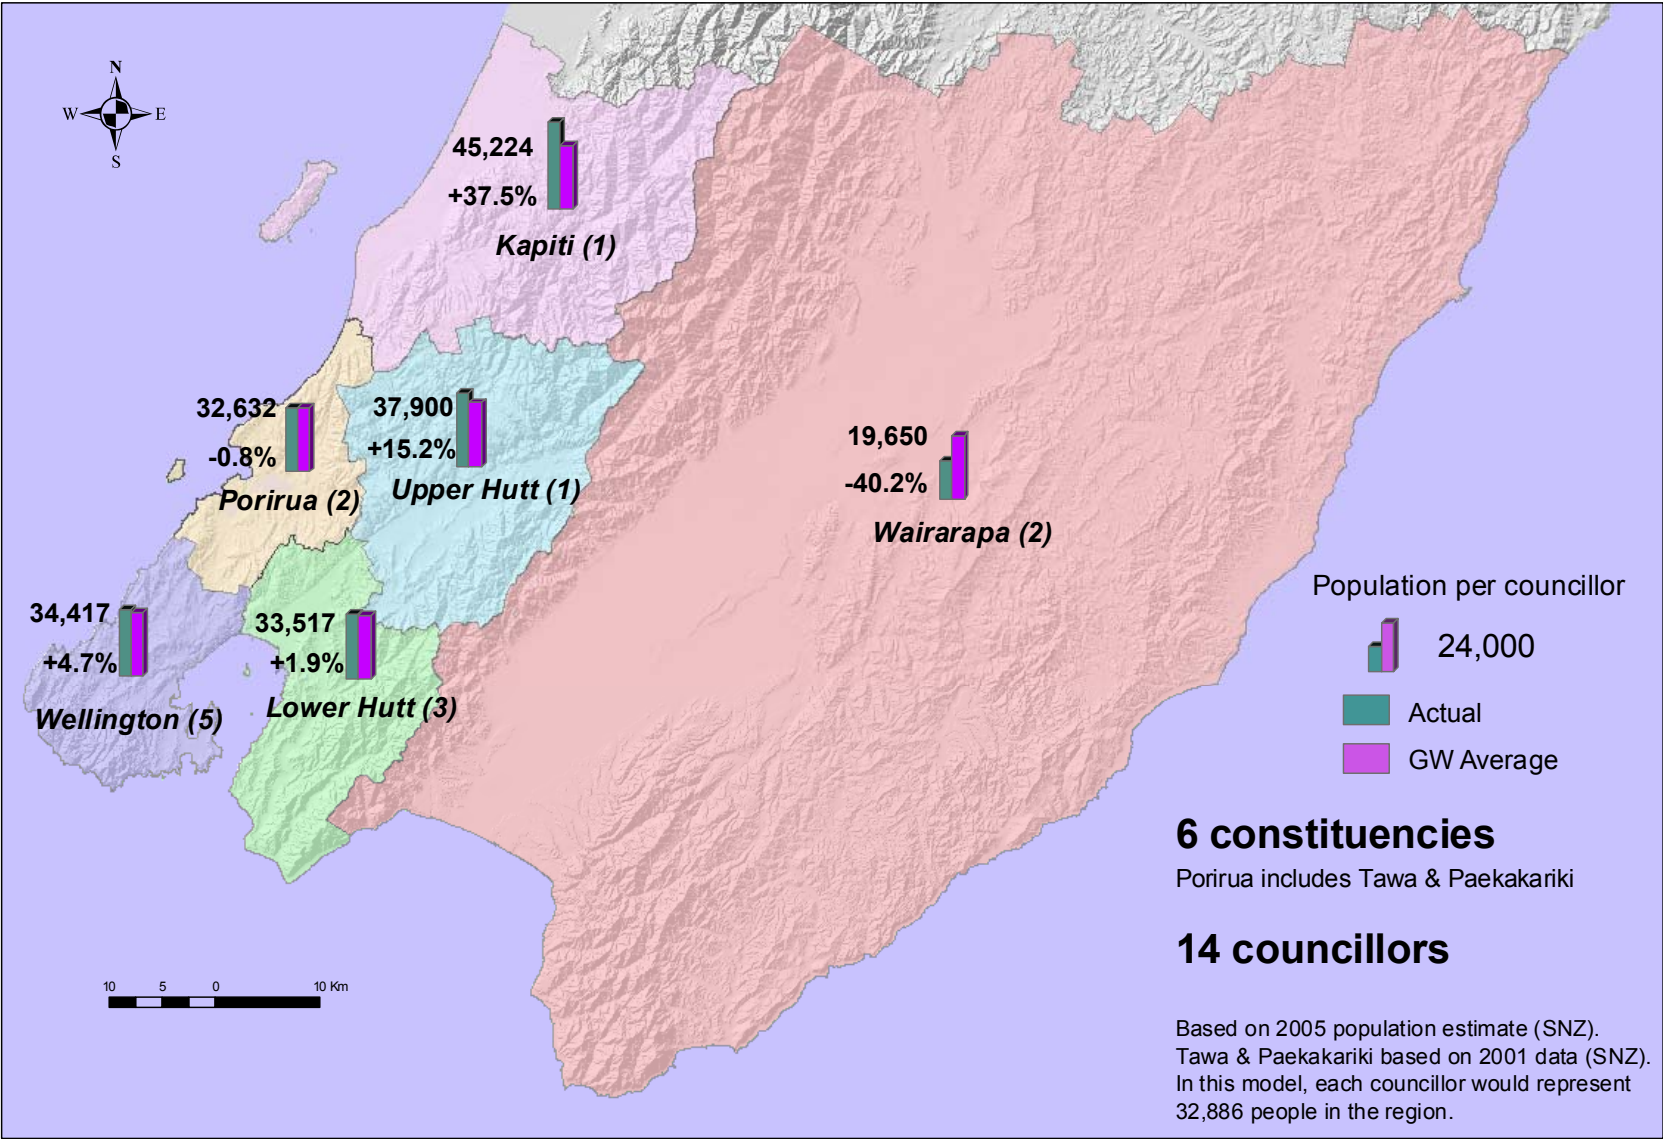 N
W E
S
45,224
+37.5%
Kapiti (1)
32,632
-0.8%
Porirua (2)
37,900
+15.2%
Upper Hutt (1)
19,650
-40.2%
Wairarapa (2)
34,417
+4.7%
Wellington (5)
33,517
+1.9%
Lower Hutt (3)
Population per councillor
24,000
Actual
GW Average
6 constituencies
Porirua includes Tawa & Paekakariki
14 councillors
10 5 0 10 Km
Based on 2005 population estimate (SNZ).
Tawa & Paekakariki based on 2001 data (SNZ).
In this model, each councillor would represent
32,886 people in the region.